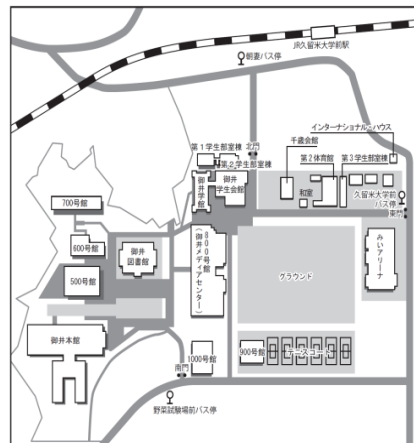 JR久留米大学前駅
朝妻バス停
インターナショナル・ハウス
千歳会館
第1学生部室棟
北門
第2学生部室棟
第2体育館
第3学生部室棟
御井学館
御井
学生会館
和室
久留米大学前
バス停
東門
700号館
600号館
御井
図書館
800号館
(御井メディアセンター)
みいアリーナ
500号館
グラウンド
御井本館
1000号館
900号館
テニスコート
南門
野菜試験場前バス停